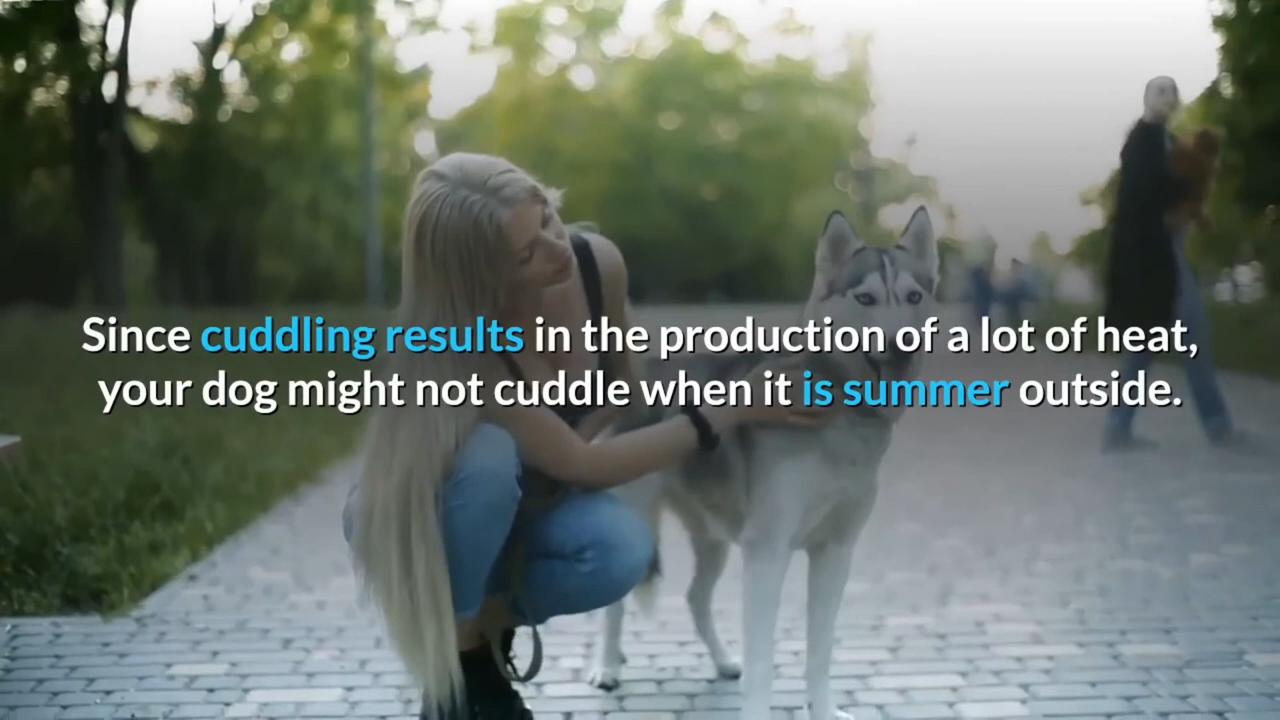 Since cuddling results in the production of a lot of heat,
your dog might not cuddle when it is summer outside.